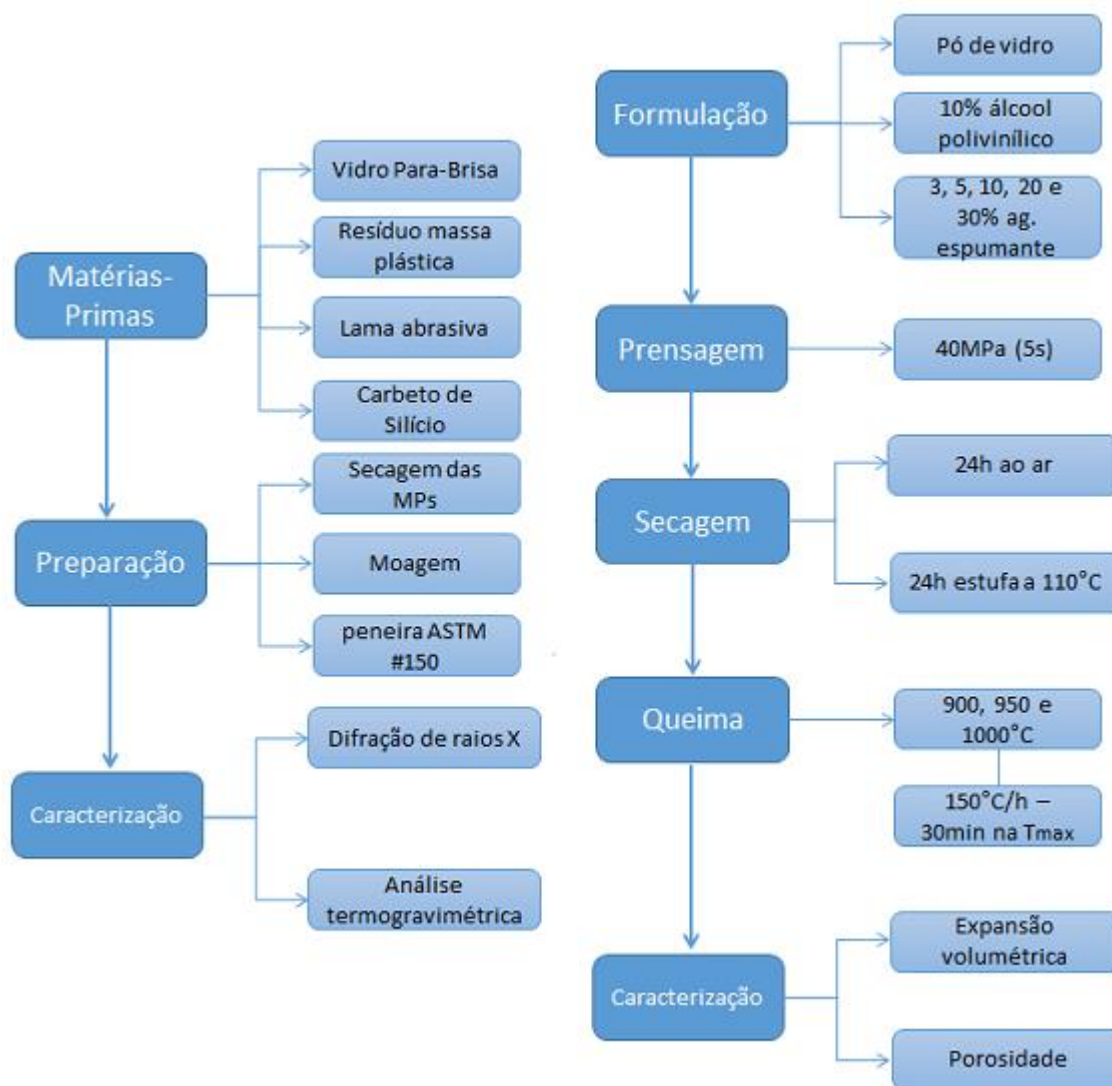 Matérias-
Primas
Vidro Para-Brisa
Resíduo massa
plástica
Lama abrasiva
Carbeto de
Silício
Preparação
Secagem das
MPs
Moagem
peneira ASTM
#150
Caracterização
Difração de raios X
Análise
termogravimétrica
Formulação
Pó de vidro
10% álcool
polivinílico
3, 5, 10, 20 e
30% ag.
espumante
Prensagem
40MPa (5s)
Secagem
24h ao ar
24h estufa a 110°C
Queima
900, 950 e
1000°C
150°C/h –
30min na Tmax
Caracterização
Expansão
volumétrica
Porosidade